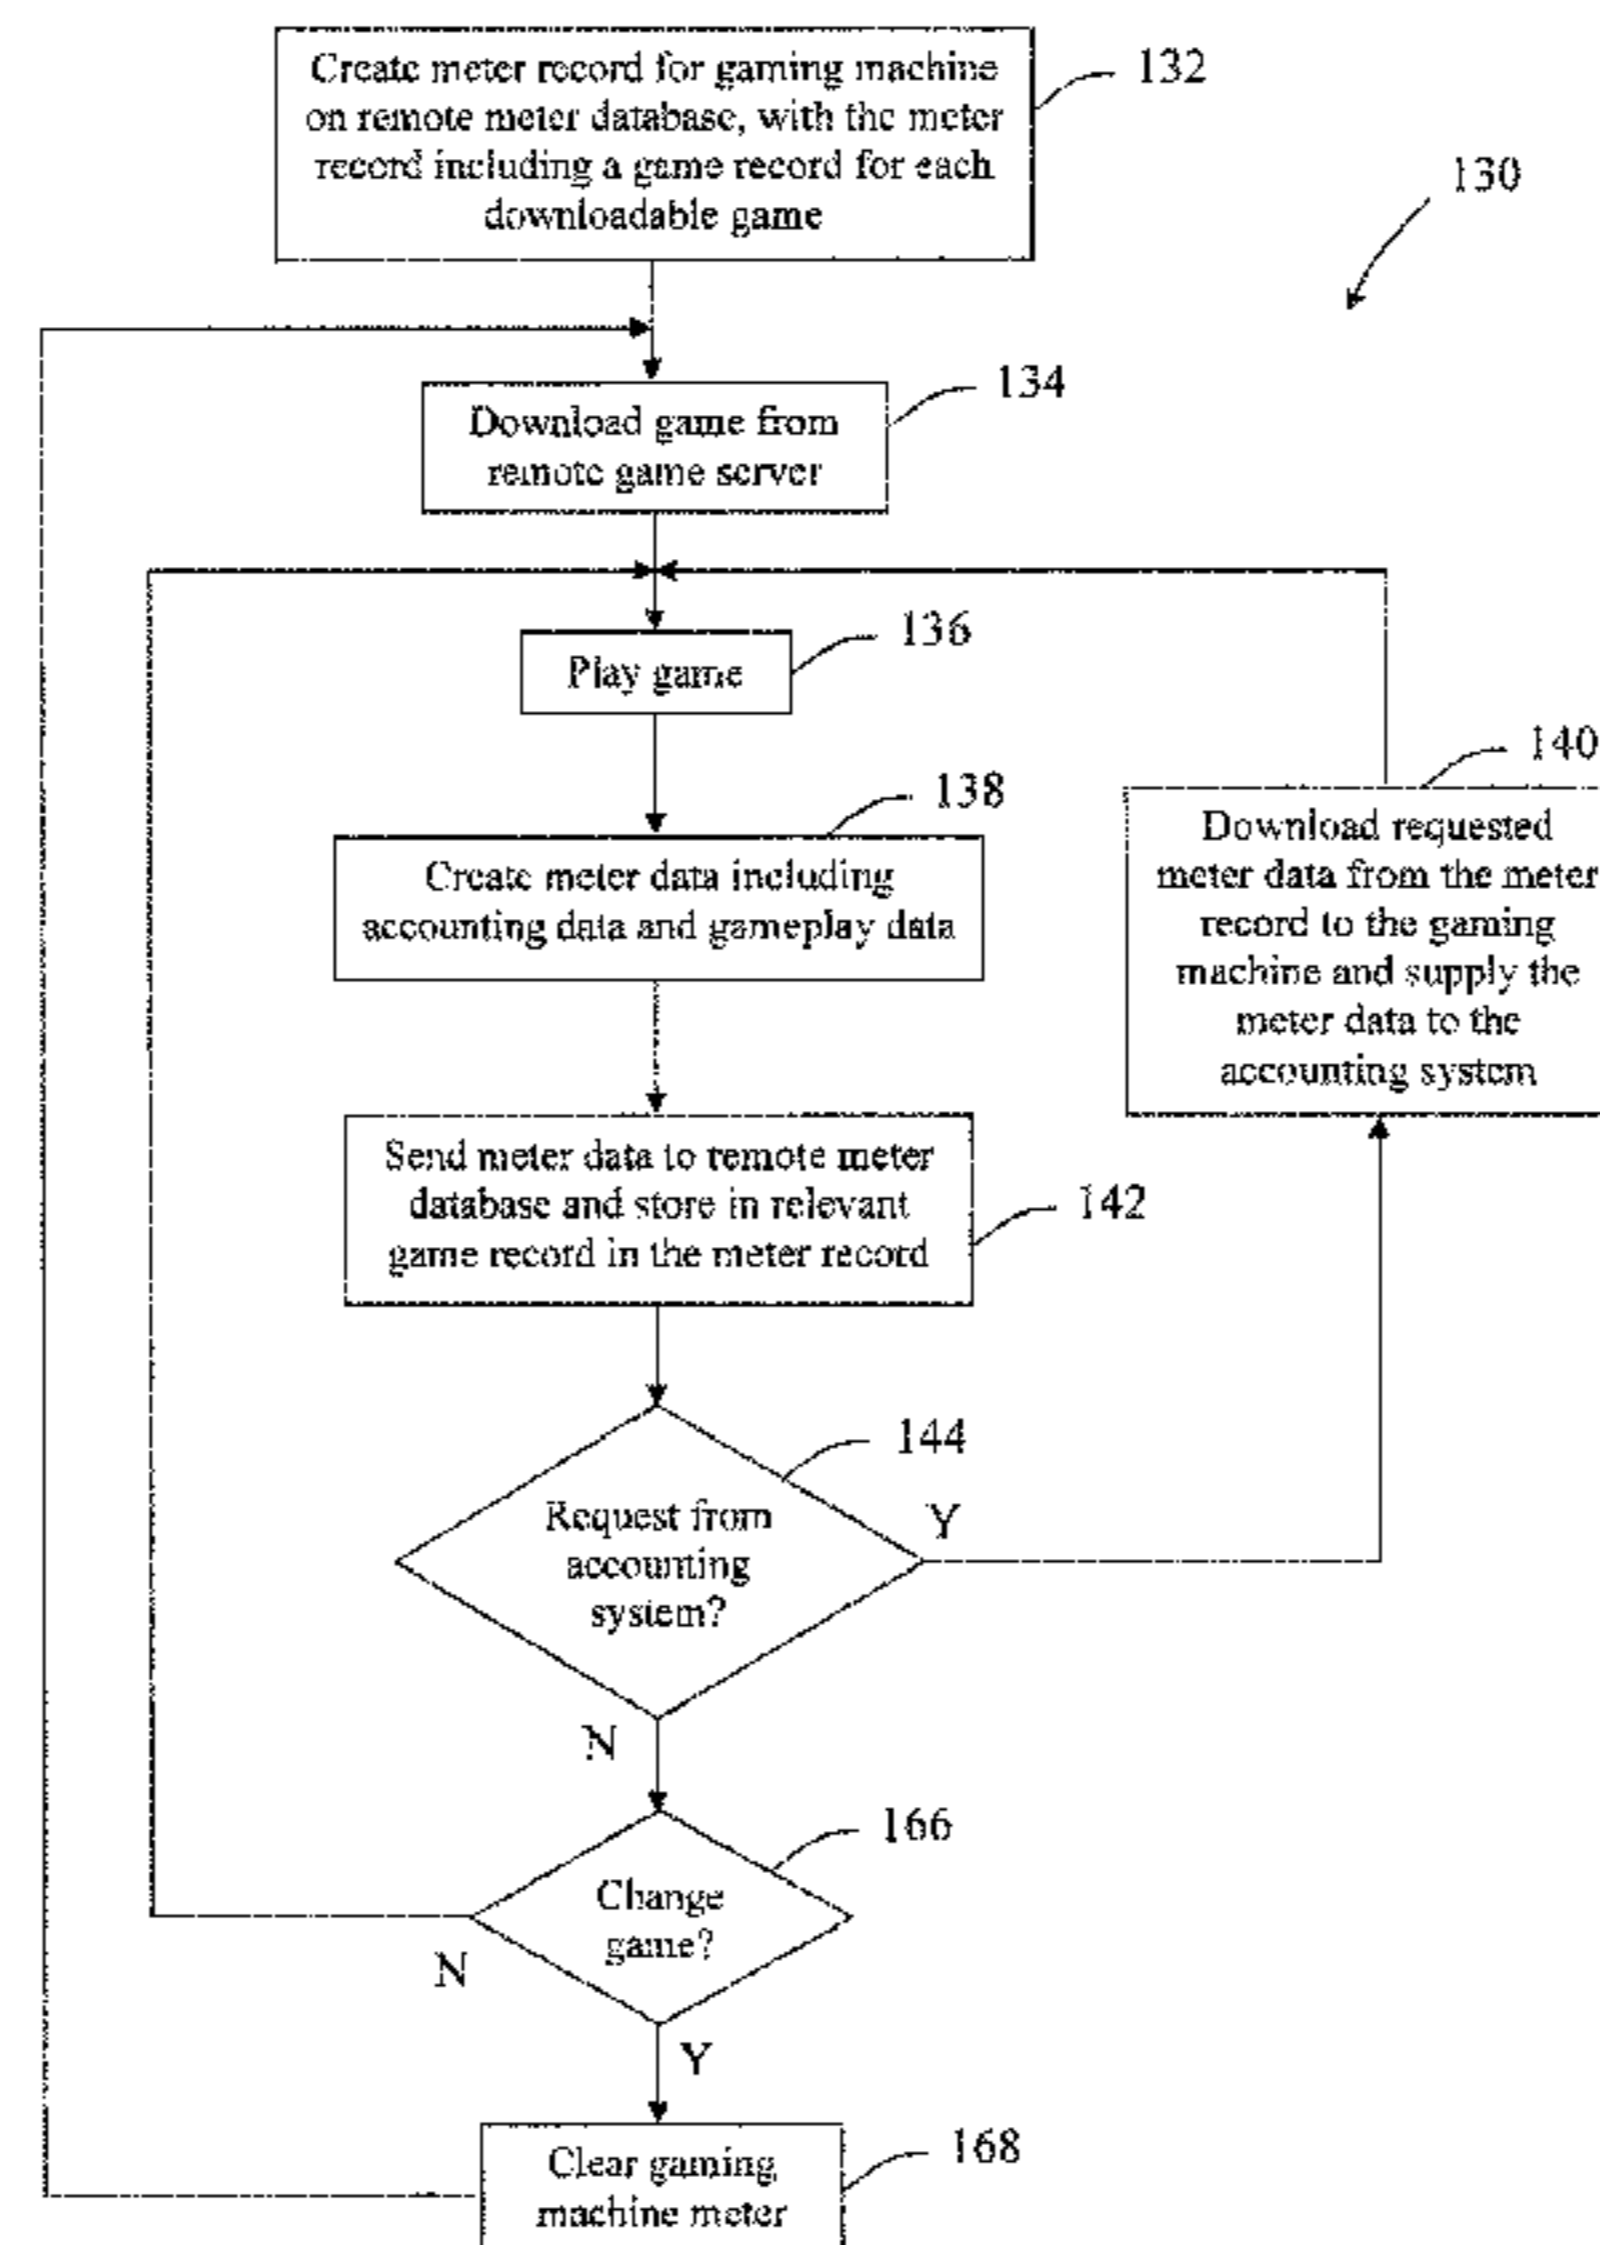 Create meter record for gaming machine
on remote meter database, with the meter
record including a game record for each
downloadable game
132
130
Download game from
remote game server
134
Play game
136
138
Create meter data including
accounting data and gameplay data
140
Download requested
meter data from the meter
record to the gaming
machine and supply the
meter data to the
accounting system
Send meter data to remote meter
database and store in relevant
game record in the meter record
142
144
Request from
accounting
system?
Y
N
166
Change
game?
N
Y
Clear gaming
machine meter
168